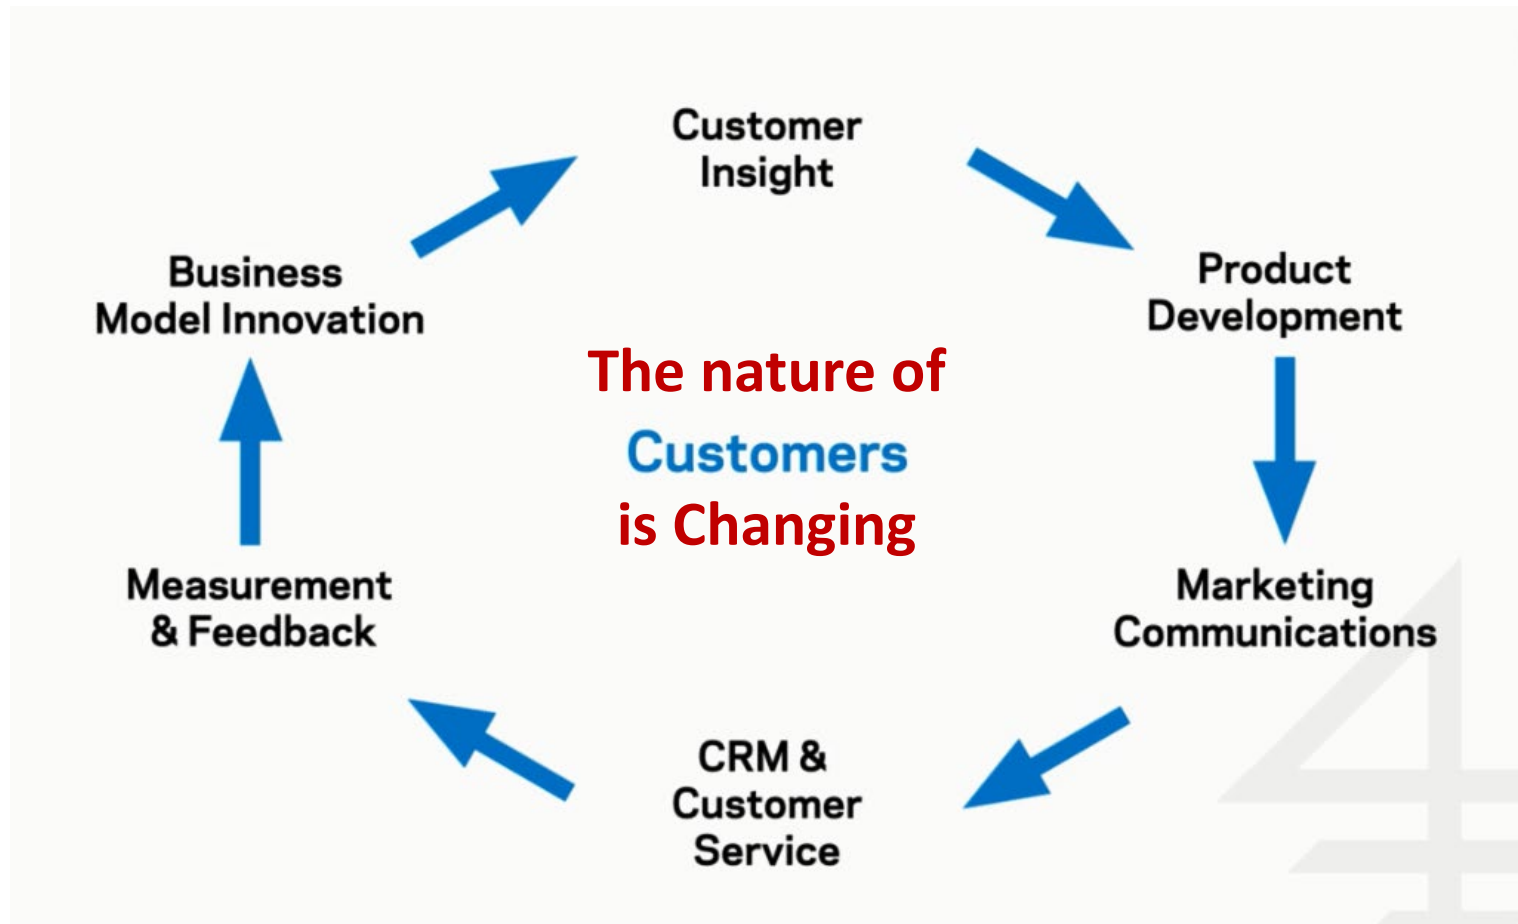 Customer
Insight
Product
Development
Marketing
Communications
CRM &
Customer
Service
Measurement
& Feedback
Business
Model Innovation
The nature of
Customers
is Changing